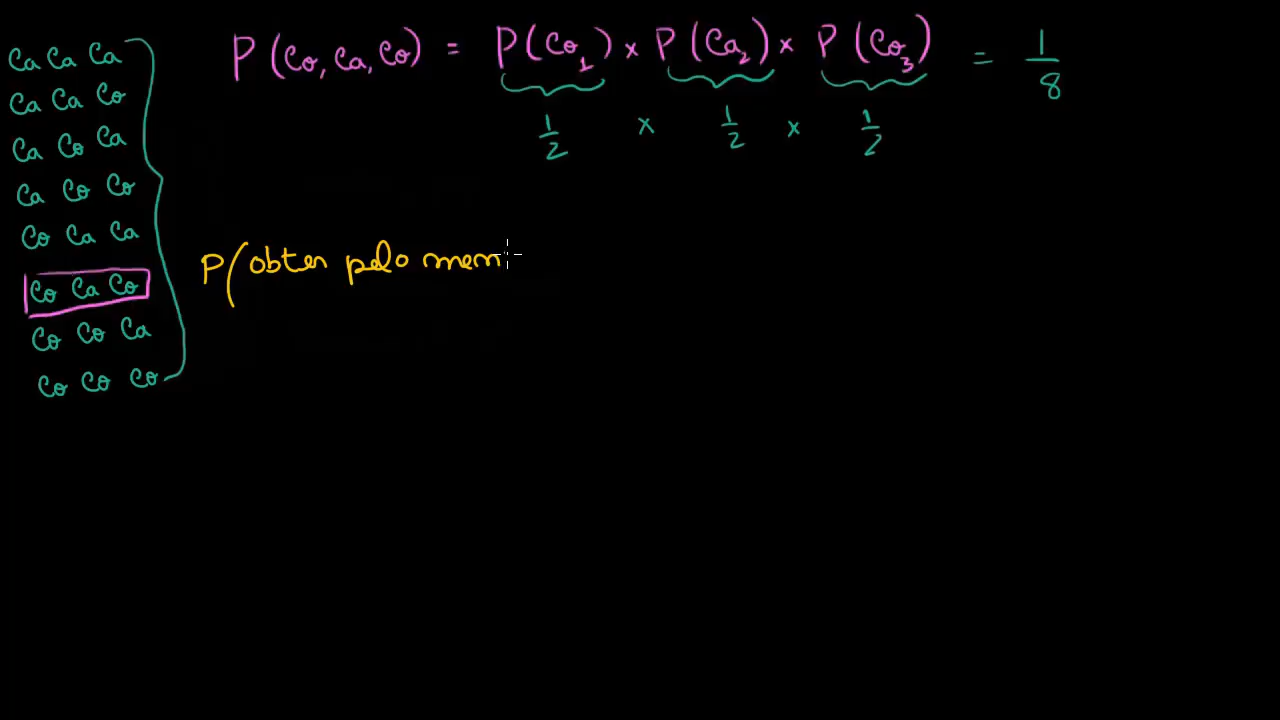 Ca Ca Ca
Ca Ca Co
Ca Co Ca
Ca Co Co
Co Ca Ca
Co Ca Co
Co Co Ca
Co Co Co
P(Co, Ca, Co) = P(Co₁) × P(Ca₂) × P(Co₃) = 1/8
1/2 × 1/2 × 1/2
P(obter pelo men